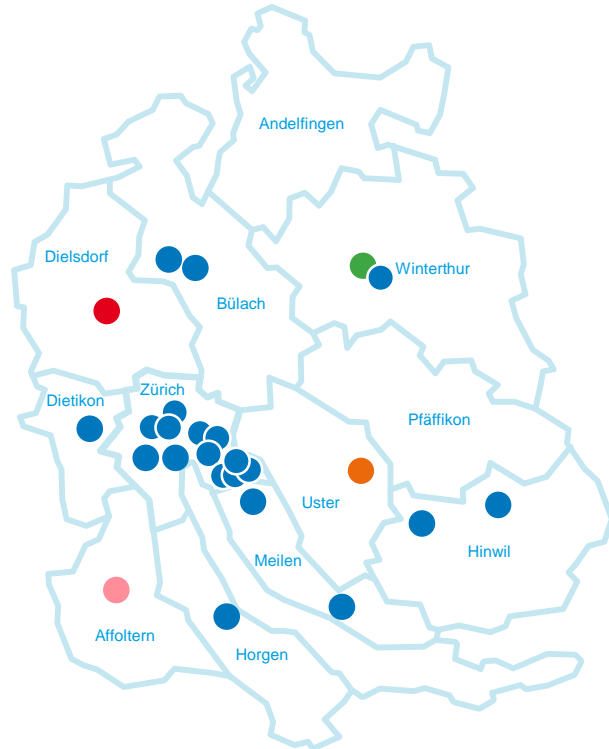 Andelfingen
Dielsdorf
Winterthur
Bülach
Zürich
Dietikon
Pfäffikon
Uster
Hinwil
Meilen
Affoltern
Horgen